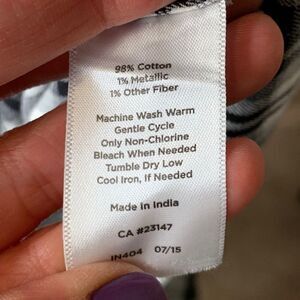 98% Cotton
1% Metallic
1% Other Fiber
Machine Wash Warm
Gentle Cycle
Only Non-Chlorine
Bleach When Needed
Tumble Dry Low
Cool Iron, If Needed
Made in India
CA #23147
IN404 07/15